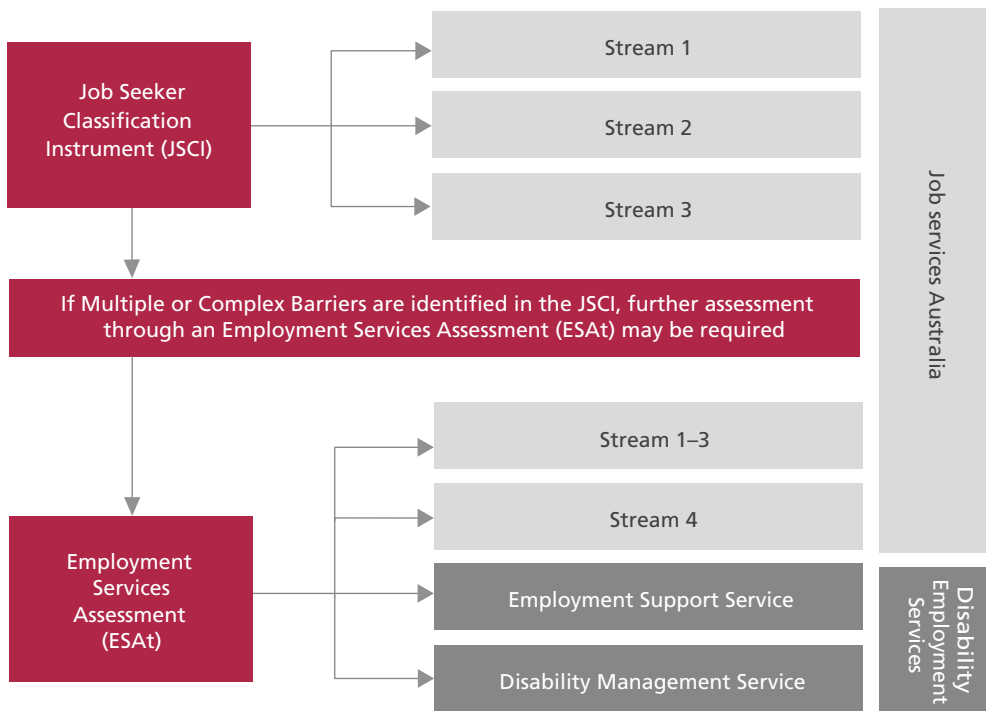 Job Seeker
Classification
Instrument (JSCI)
Stream 1
Stream 2
Stream 3
If Multiple or Complex Barriers are identified in the JSCI, further assessment
through an Employment Services Assessment (ESAt) may be required
Employment
Services
Assessment
(ESAt)
Stream 1–3
Stream 4
Employment Support Service
Disability Management Service
Job services Australia
Disability
Employment
Services